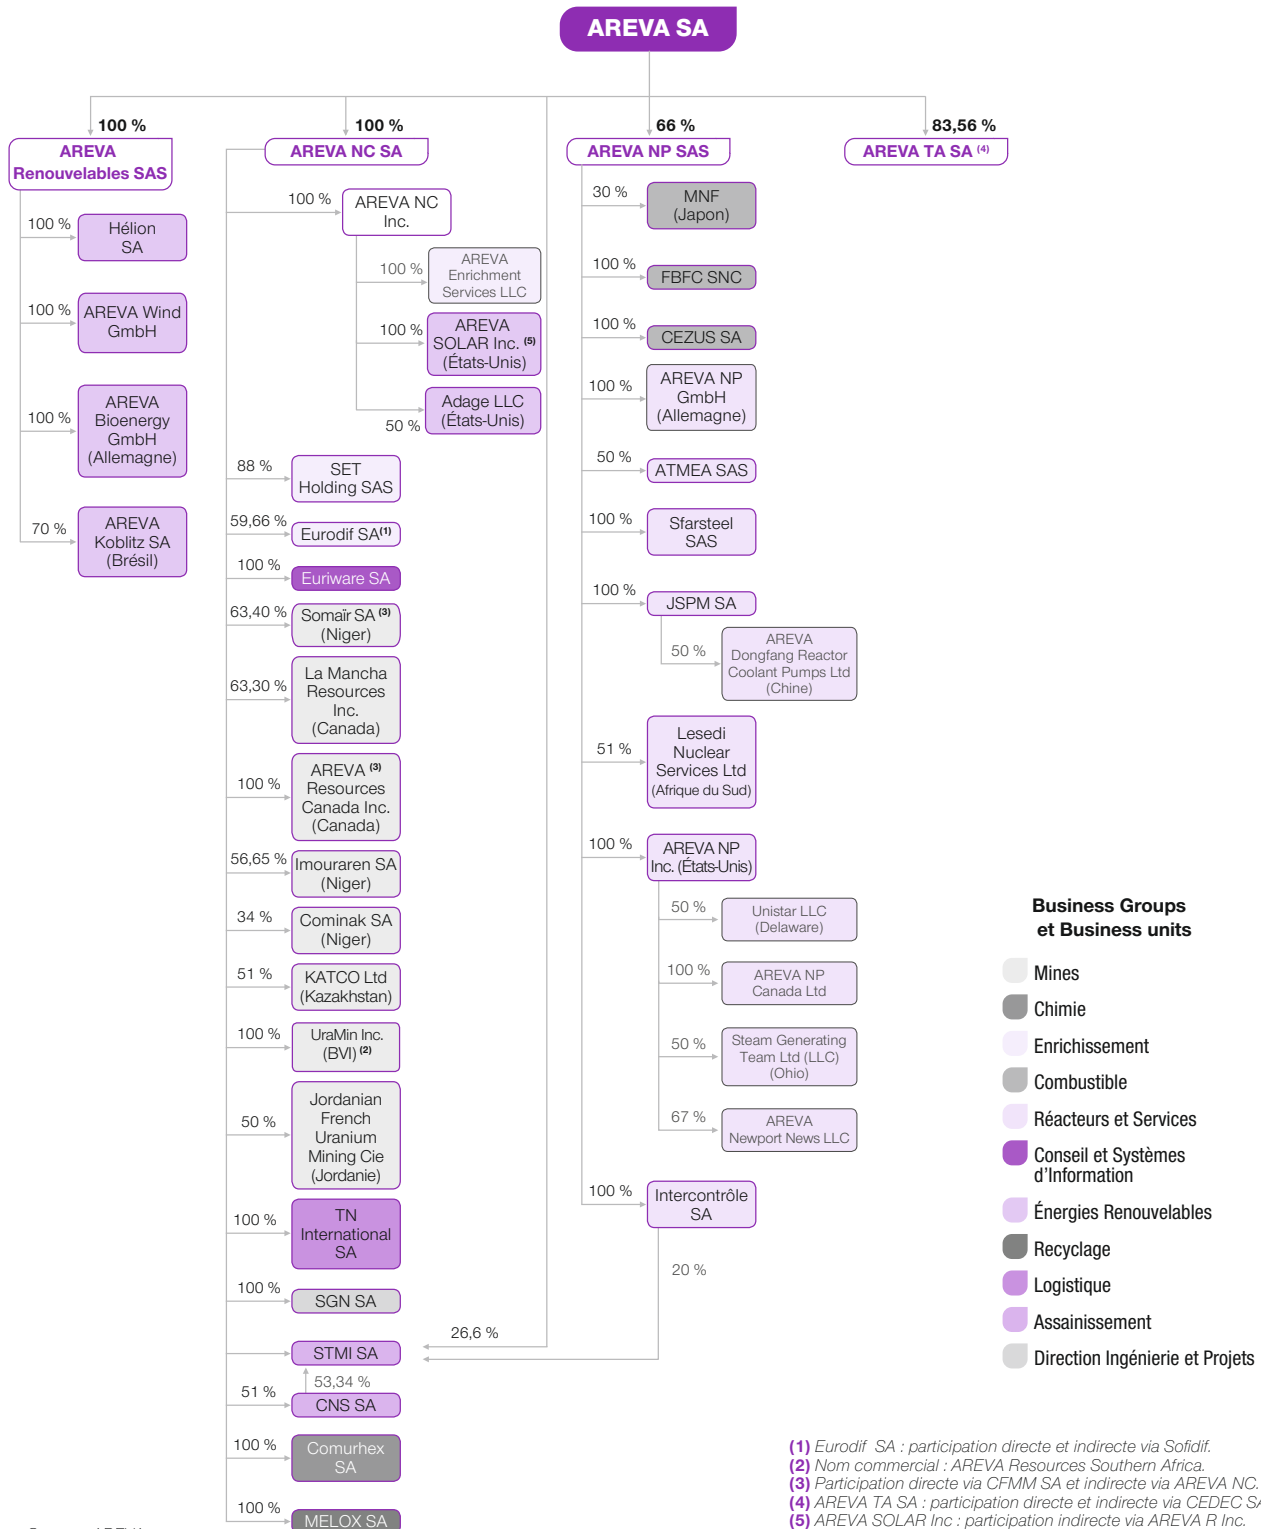 AREVA SA
100 %
AREVA
Renouvelables SAS
100 %
Hélion
SA
100 %
AREVA Wind
GmbH
100 %
AREVA
Bioenergy
GmbH
(Allemagne)
70 %
AREVA
Koblitz SA
(Brésil)
100 %
AREVA NC SA
100 %
AREVA NC
Inc.
100 %
AREVA
Enrichment
Services LLC
100 %
AREVA
SOLAR Inc. (5)
(États-Unis)
50 %
Adage LLC
(États-Unis)
88 %
SET
Holding SAS
59,66 %
Eurodif SA(1)
100 %
Euriware SA
63,40 %
Somaïr SA (3)
(Niger)
63,30 %
La Mancha
Resources
Inc.
(Canada)
100 %
AREVA (3)
Resources
Canada Inc.
(Canada)
56,65 %
Imouraren SA
(Niger)
34 %
Cominak SA
(Niger)
51 %
KATCO Ltd
(Kazakhstan)
100 %
UraMin Inc.
(BVI) (2)
50 %
Jordanian
French
Uranium
Mining Cie
(Jordanie)
100 %
TN
International
SA
100 %
SGN SA
STMI SA
26,6 %
53,34 %
51 %
CNS SA
100 %
Comurhex
SA
100 %
MELOX SA
66 %
AREVA NP SAS
30 %
MNF
(Japon)
100 %
FBFC SNC
100 %
CEZUS SA
100 %
AREVA NP
GmbH
(Allemagne)
50 %
ATMEA SAS
100 %
Sfarsteel
SAS
100 %
JSPM SA
50 %
AREVA
Dongfang Reactor
Coolant Pumps Ltd
(Chine)
51 %
Lesedi
Nuclear
Services Ltd
(Afrique du Sud)
100 %
AREVA NP
Inc. (États-Unis)
50 %
Unistar LLC
(Delaware)
100 %
AREVA NP
Canada Ltd
50 %
Steam Generating
Team Ltd (LLC)
(Ohio)
67 %
AREVA
Newport News LLC
100 %
Intercontrôle
SA
20 %
83,56 %
AREVA TA SA (4)
Business Groups
et Business units
Mines
Chimie
Enrichissement
Combustible
Réacteurs et Services
Conseil et Systèmes
d'Information
Énergies Renouvelables
Recyclage
Logistique
Assainissement
Direction Ingénierie et Projets
(1) Eurodif SA : participation directe et indirecte via Sofidif.
(2) Nom commercial : AREVA Resources Southern Africa.
(3) Participation directe via CFMM SA et indirecte via AREVA NC.
(4) AREVA TA SA : participation directe et indirecte via CEDEC SA
(5) AREVA SOLAR Inc : participation indirecte via AREVA R Inc.